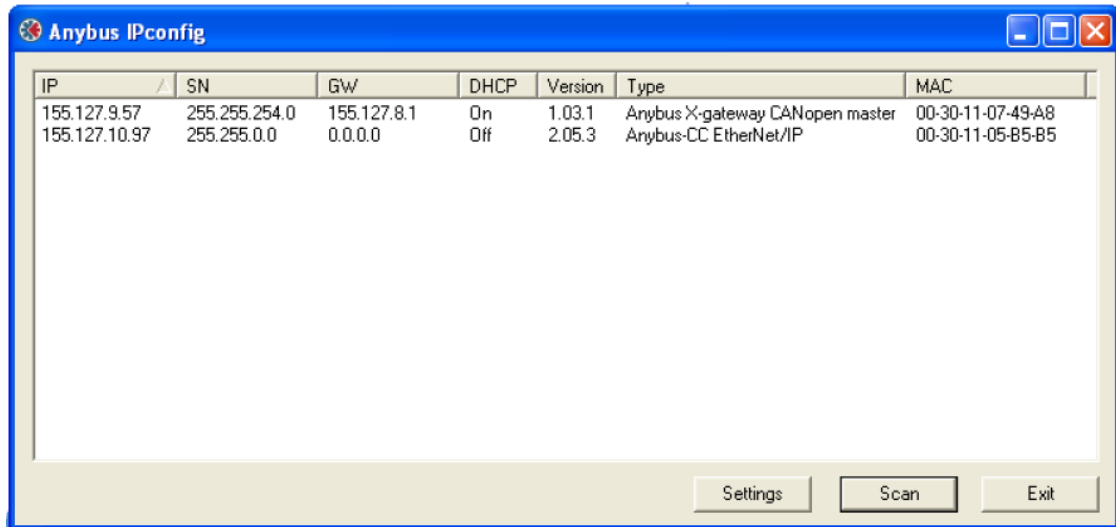 Anybus IPconfig
IP SN GW DHCP Version Type MAC
155.127.9.57 255.255.254.0 155.127.8.1 On 1.03.1 Anybus X-gateway CANopen master 00-30-11-07-49-A8
155.127.10.97 255.255.0.0 0.0.0.0 Off 2.05.3 Anybus-CC EtherNet/IP 00-30-11-05-B5-B5
Settings Scan Exit